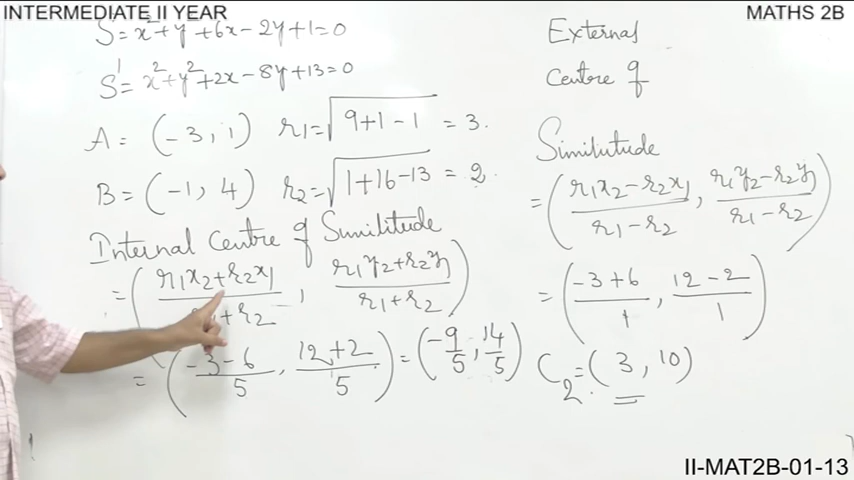 INTERMEDIATE II YEAR
MATHS 2B
S = x² + y² + 6x - 2y + 1 = 0
S' = x² + y² + 2x - 8y + 13 = 0
A = (-3, 1) r₁ = √(9+1-1) = 3.
B = (-1, 4) r₂ = √(1+16-13) = 2
Internal Centre of Similitude
= ((r₁x₂ + r₂x₁)/(r₁ + r₂), (r₁y₂ + r₂y₁)/(r₁ + r₂))
= ((-3-6)/5, (12+2)/5) = (-9/5, 14/5)
External
Centre of
Similutude
= ((r₁x₂ - r₂x₁)/(r₁ - r₂), (r₁y₂ - r₂y₁)/(r₁ - r₂))
= ((-3+6)/1, (12-2)/1)
C₂ = (3, 10)
II-MAT2B-01-13